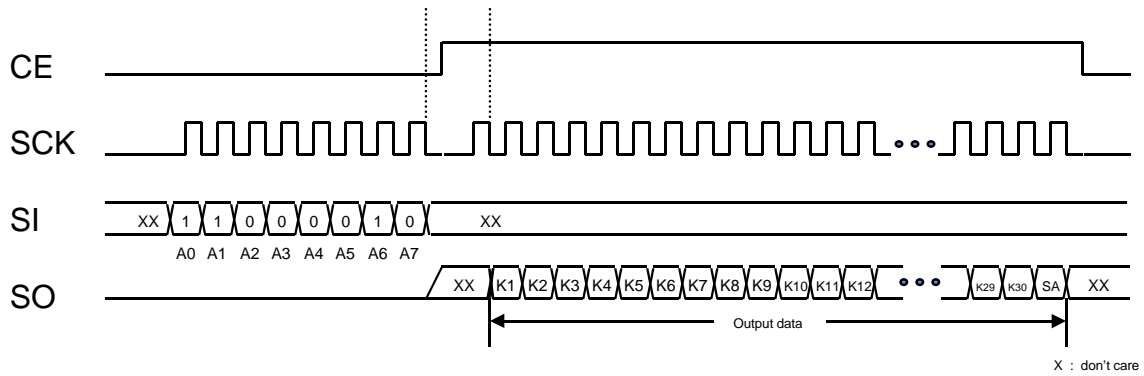 CE
SCK
SI XX 1 1 0 0 0 0 1 0 XX
A0 A1 A2 A3 A4 A5 A6 A7
SO XX K1 K2 K3 K4 K5 K6 K7 K8 K9 K10 K11 K12 K29 K30 SA XX
Output data
X : don't care